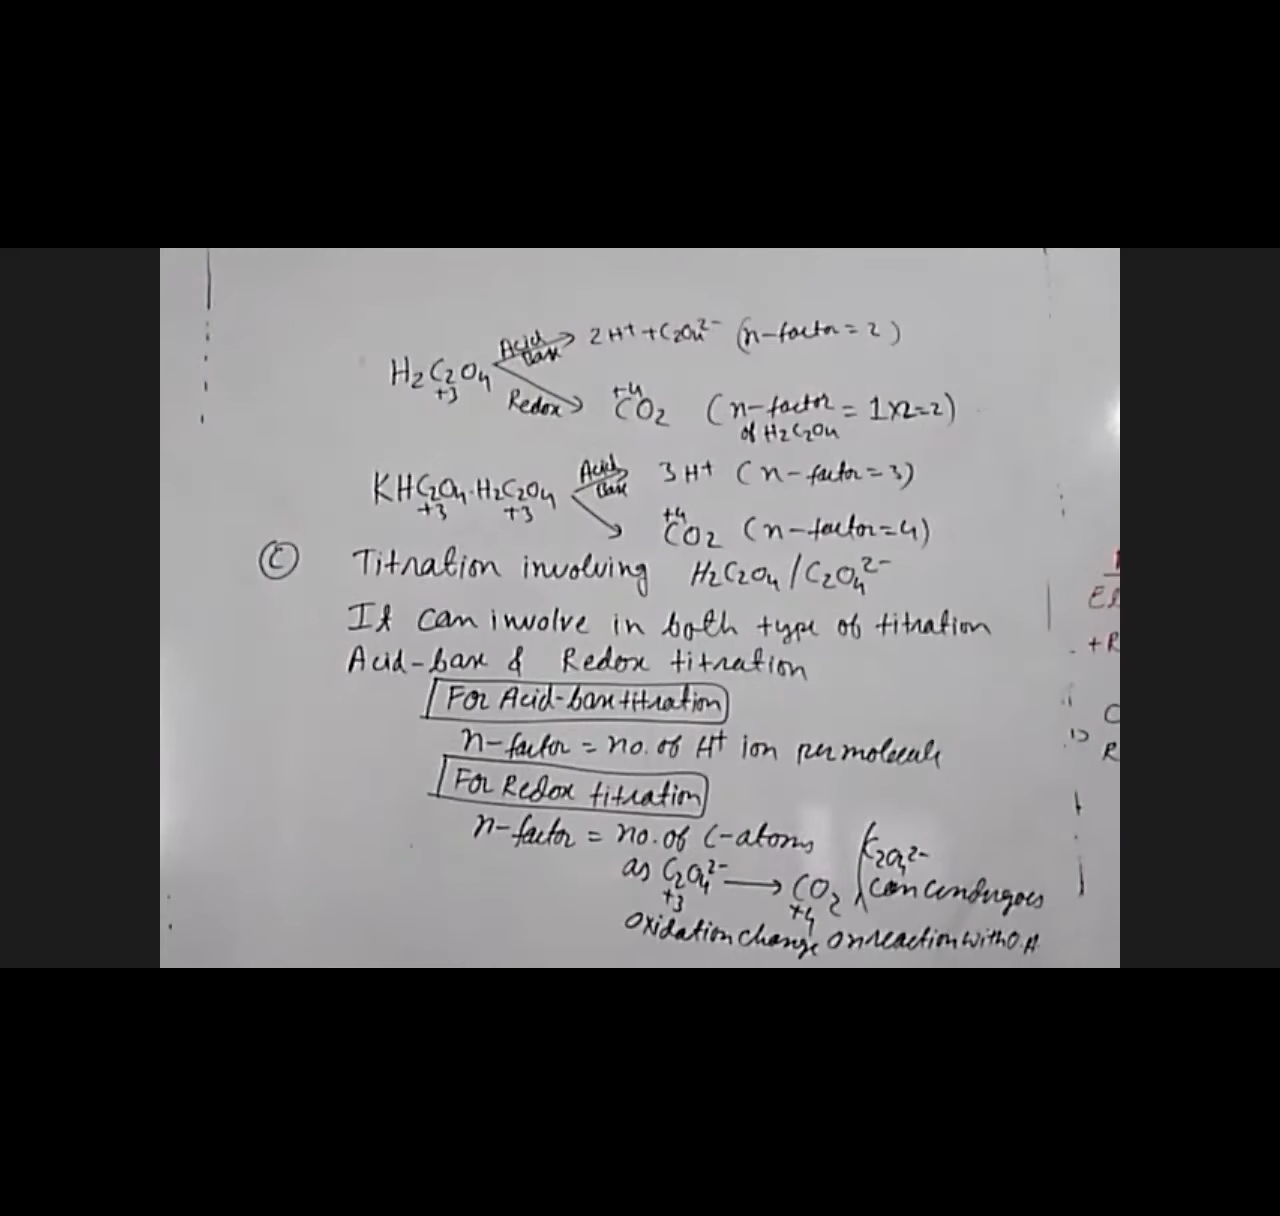 H2C2O4 Acid Base → 2H+ + C2O4^2- (n-factor = 2)
+3
Redox → +4 CO2 (n-factor = 1x2=2)
of H2C2O4
KHC2O4·H2C2O4 Acid Base 3H+ (n-factor=3)
+3 +3
→ +4 CO2 (n-factor=4)
C Titration involving H2C2O4 / C2O4^2-
It can involve in both type of titration
Acid-base & Redox titration
For Acid-base titration
n-factor = no. of H+ ion per molecule
For Redox titration
n-factor = no. of C-atoms
as C2O4^2- → CO2
+3 +4
C2O4^2-
can undergoes
oxidation change on reaction with O.A.
El
+R
C
R